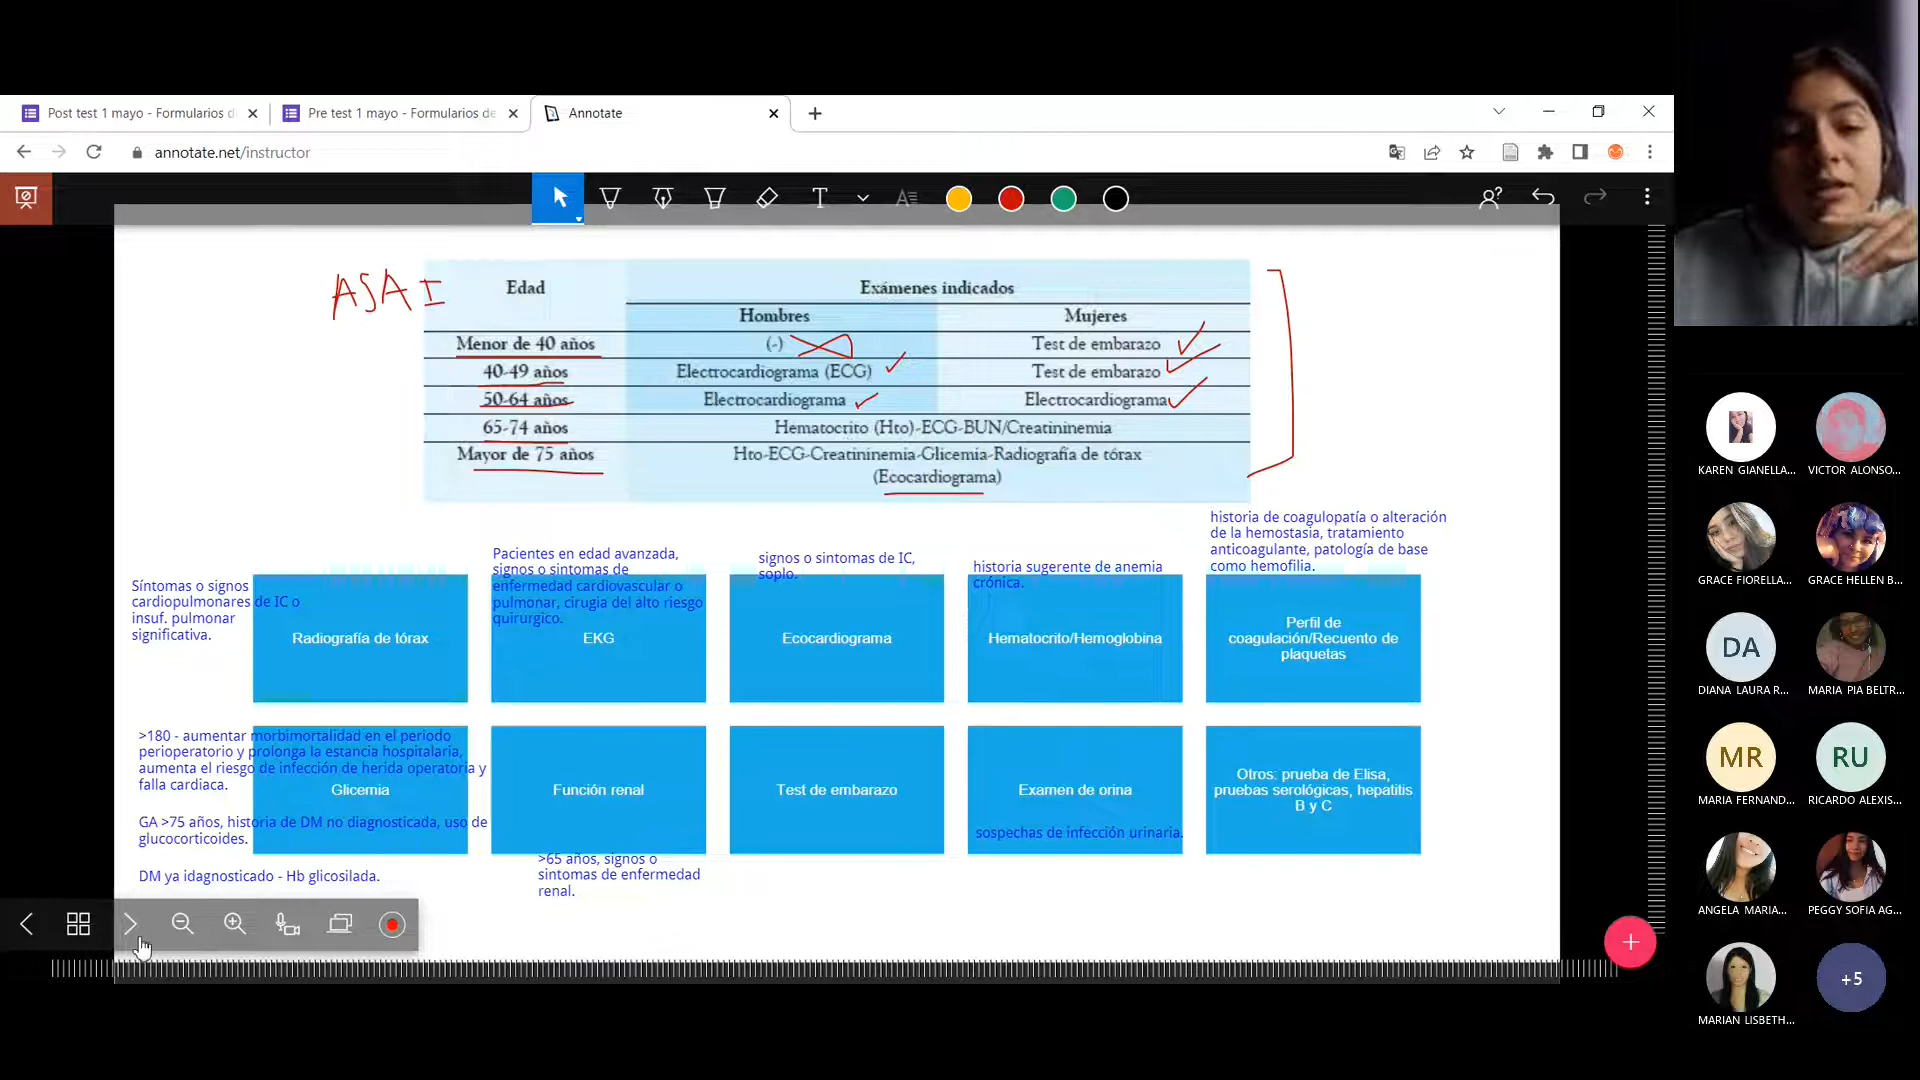 Post test 1 mayo - Formularios d
Pre test 1 mayo - Formularios de
Annotate
annotate.net/instructor
ASA I
Edad
Exámenes indicados
Hombres
Mujeres
Menor de 40 años
(-)
Test de embarazo
40-49 años
Electrocardiograma (ECG)
Test de embarazo
50-64 años
Electrocardiograma
Electrocardiograma
65-74 años
Hematocrito (Hto)-ECG-BUN/Creatininemia
Mayor de 75 años
Hto-ECG-Creatininemia-Glicemia-Radiografía de tórax
(Ecocardiograma)
Síntomas o signos
cardiopulmonares de IC o
insuf. pulmonar
significativa.
Radiografía de tórax
Pacientes en edad avanzada,
signos o sintomas de
enfermedad cardiovascular o
pulmonar, cirugia del alto riesgo
quirurgico.
EKG
signos o sintomas de IC,
soplo.
Ecocardiograma
historia sugerente de anemia
crónica.
Hematocrito/Hemoglobina
historia de coagulopatía o alteración
de la hemostasia, tratamiento
anticoagulante, patología de base
como hemofilia.
Perfil de
coagulación/Recuento de
plaquetas
>180 - aumentar morbimortalidad en el periodo
perioperatorio y prolonga la estancia hospitalaria,
aumenta el riesgo de infección de herida operatoria y
falla cardiaca.
Glicemia
GA >75 años, historia de DM no diagnosticada, uso de
glucocorticoides.
DM ya idagnosticado - Hb glicosilada.
Función renal
>65 años, signos o
sintomas de enfermedad
renal.
Test de embarazo
Examen de orina
sospechas de infección urinaria.
Otros: prueba de Elisa,
pruebas serológicas, hepatitis
B y C
KAREN GIANELLA...
VICTOR ALONSO...
GRACE FIORELLA...
GRACE HELLEN B...
DA
DIANA LAURA R...
MARIA PIA BELTR...
MR
MARIA FERNAND...
RU
RICARDO ALEXIS...
ANGELA MARIA...
PEGGY SOFIA AG...
MARIAN LISBETH...
+5